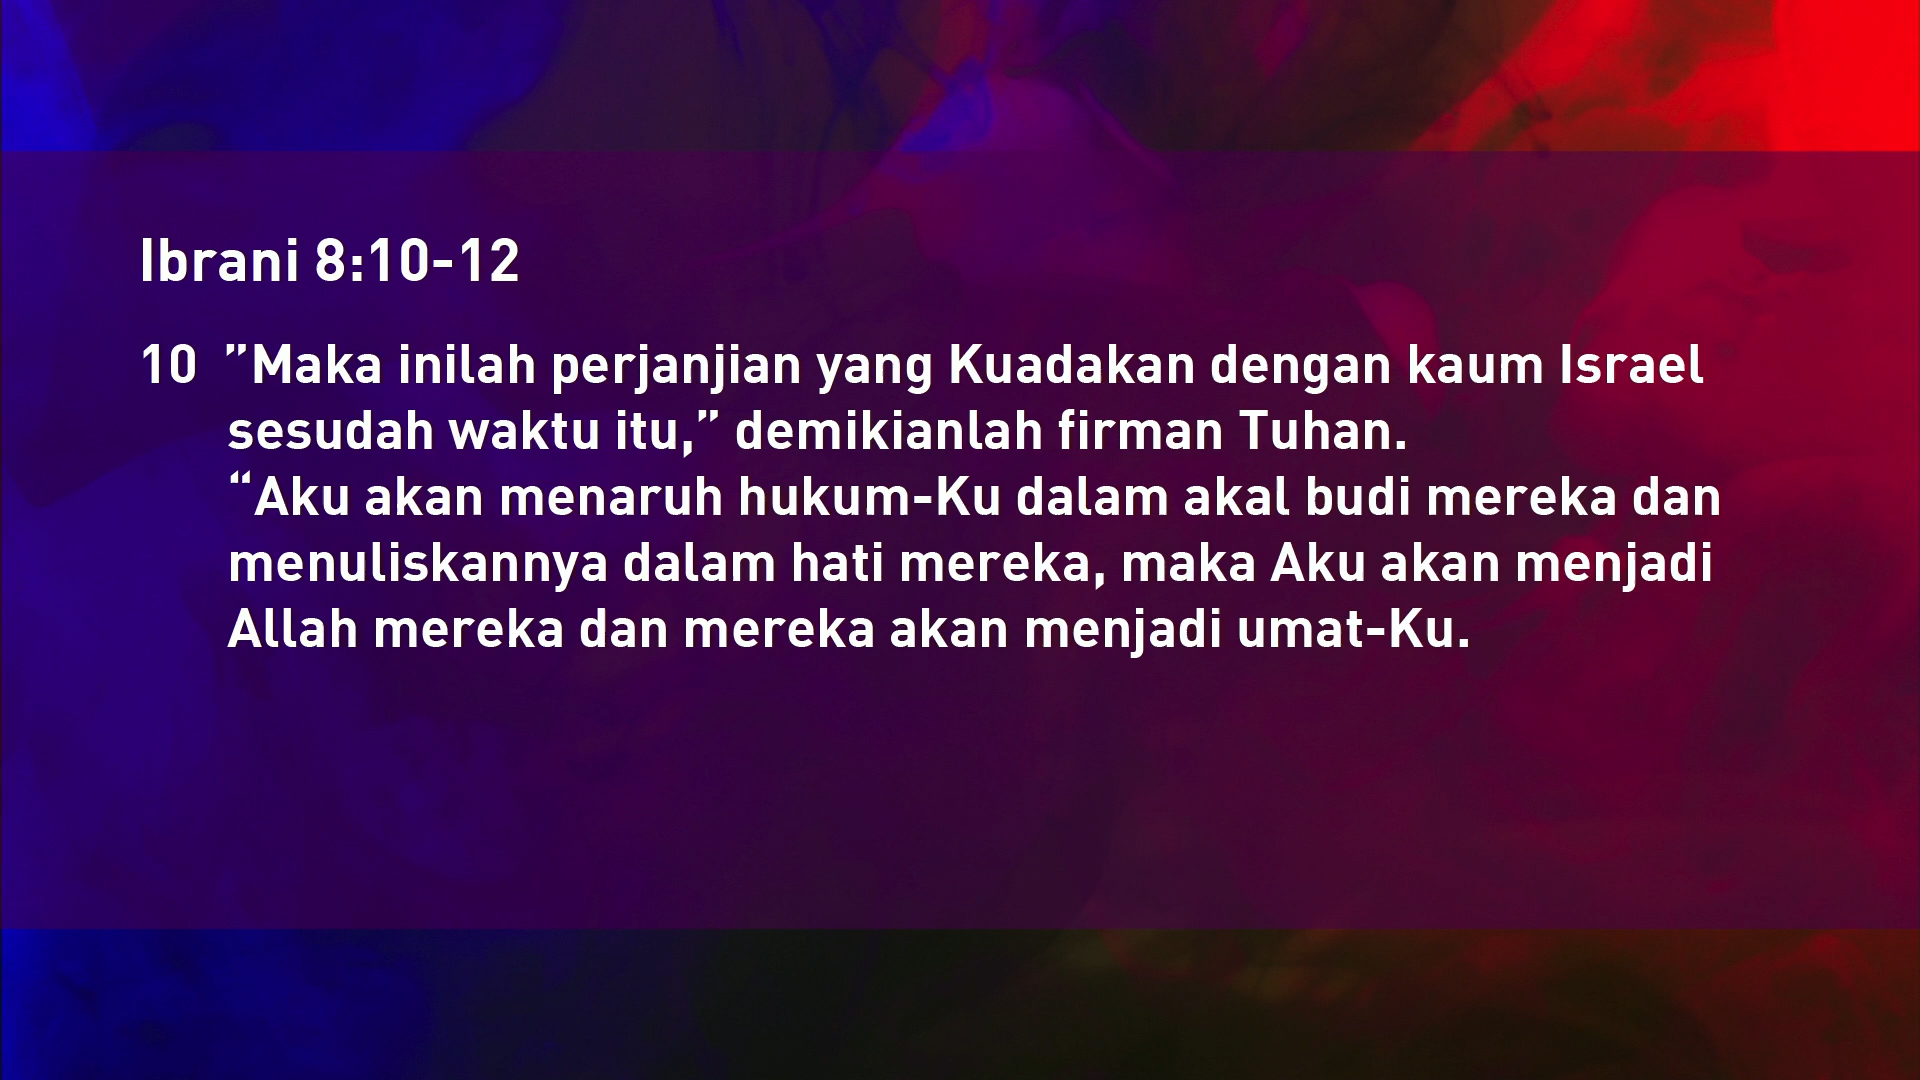 Ibrani 8:10-12
10 ”Maka inilah perjanjian yang Kuadakan dengan kaum Israel
sesudah waktu itu,” demikianlah firman Tuhan.
“Aku akan menaruh hukum-Ku dalam akal budi mereka dan
menuliskannya dalam hati mereka, maka Aku akan menjadi
Allah mereka dan mereka akan menjadi umat-Ku.